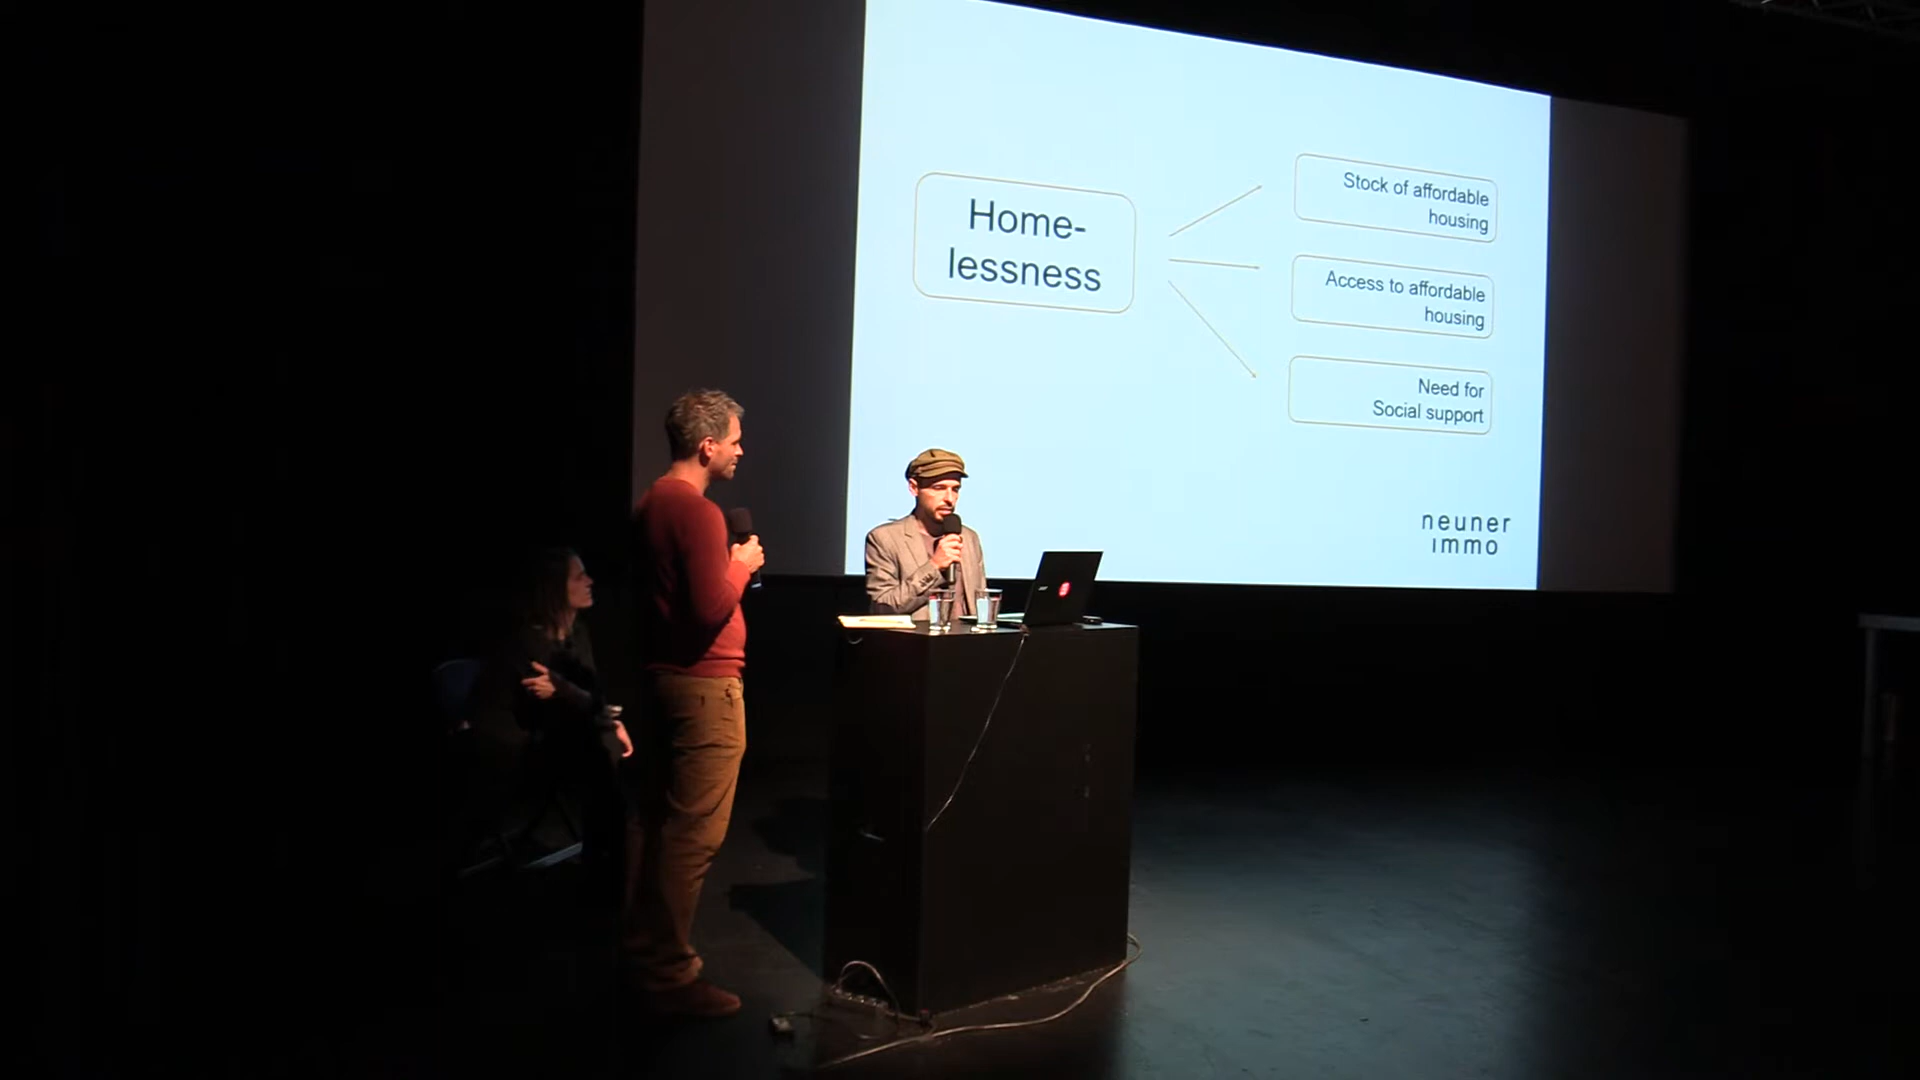 Home-
lessness
Stock of affordable
housing
Access to affordable
housing
Need for
Social support
neuner
immo